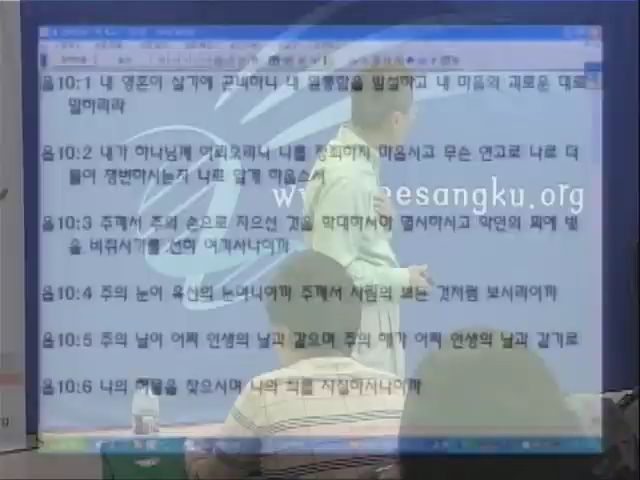 욥10:1 내 영혼이 살기에 곤비하니 내 원통함을 발설하고 내 마음의 괴로운 대로
말하리라
욥10:2 내가 하나님께 아뢰오리니 나를 정죄하지 마옵시고 무슨 연고로 나로 더
불어 쟁변하시는지 나로 알게 하옵소서
욥10:3 주께서 주의 손으로 지으신 것을 학대하시며 멸시하시고 악인의 꾀에 빛
을 비취시기를 선히 여기시나이까
www.leesangku.org
욥10:4 주의 눈이 육신의 눈이니이까 주께서 사람의 보는 것처럼 보시리이까
욥10:5 주의 날이 어찌 인생의 날과 같으며 주의 해가 어찌 인생의 날과 같기로
욥10:6 나의 허물을 찾으시며 나의 죄를 사실하시나이까